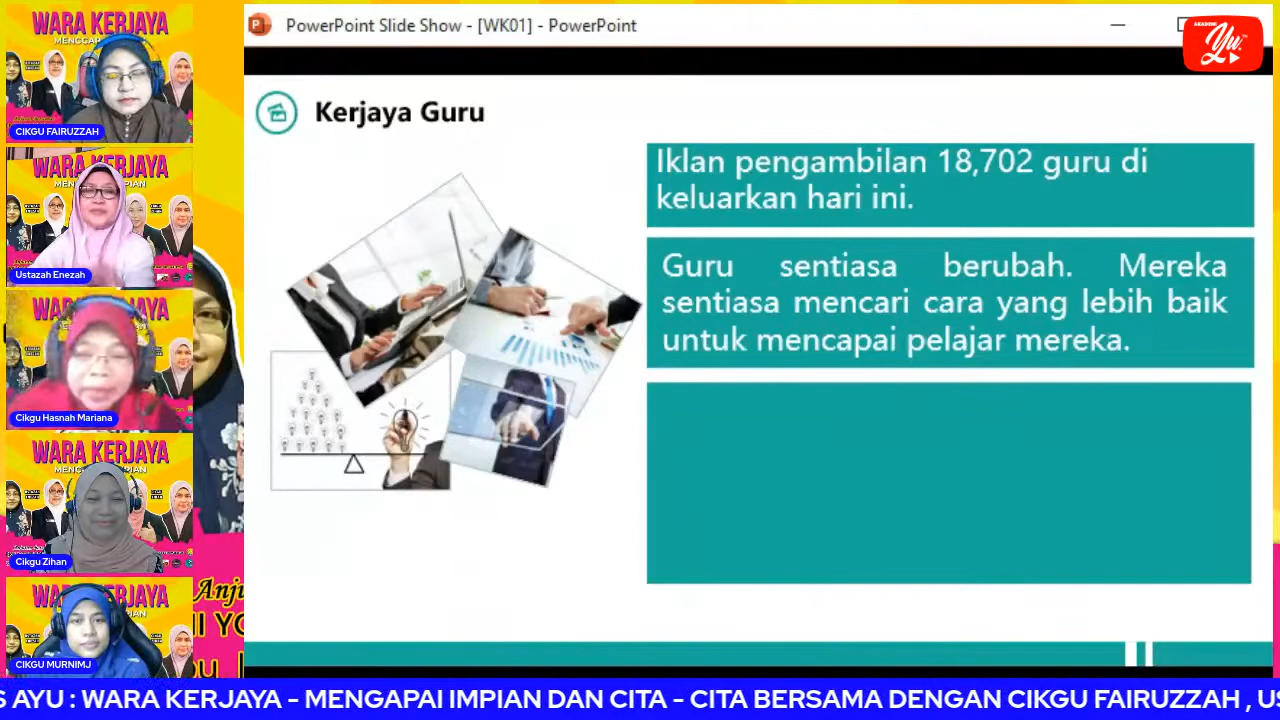 PowerPoint Slide Show - [WK01] - PowerPoint
AKADEMI
Yu
Kerjaya Guru
Iklan pengambilan 18,702 guru di
keluarkan hari ini.
Guru sentiasa berubah. Mereka
sentiasa mencari cara yang lebih baik
untuk mencapai pelajar mereka.
WARA KERJAYA
CIKGU FAIRUZZAH
WARA KERJAYA
Ustazah Enezah
WARA KERJAYA
Cikgu Hasnah Mariana
WARA KERJAYA
Cikgu Zihan
WARA KERJAYA
CIKGU MURNIMJ
Anju
S AYU : WARA KERJAYA - MENGAPAI IMPIAN DAN CITA - CITA BERSAMA DENGAN CIKGU FAIRUZZAH , US